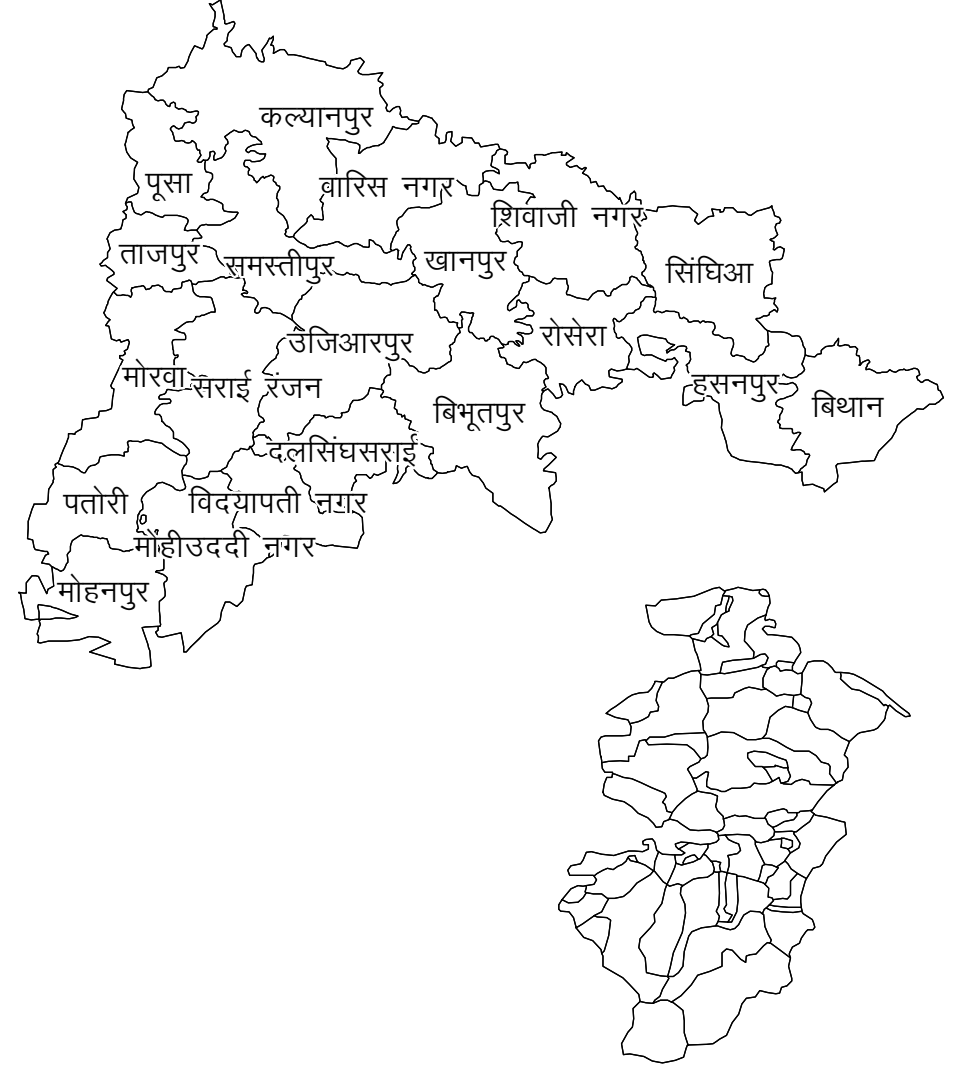 कल्यानपुर
पूसा
वारिस नगर
शिवाजी नगर
ताजपुर
समस्तीपुर
खानपुर
सिंघिआ
उजिआरपुर
रोसेरा
मोरवा
सराई रंजन
हसनपुर
बिभूतपुर
बिथान
दलसिंघसराई
पतोरी
विदयापती नगर
मोहीउददी नगर
मोहनपुर